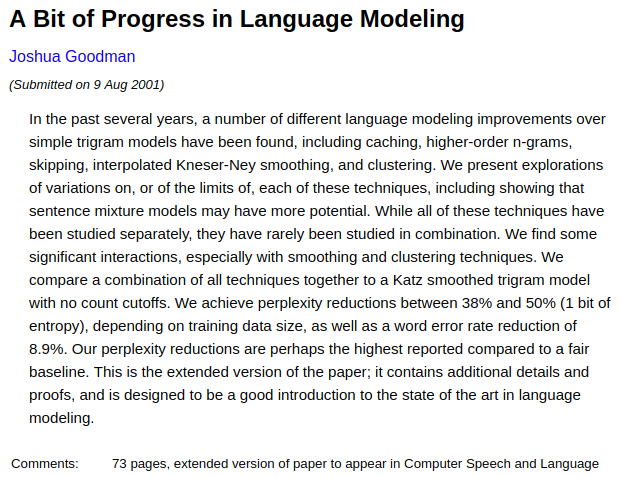 A Bit of Progress in Language Modeling
Joshua Goodman
(Submitted on 9 Aug 2001)
In the past several years, a number of different language modeling improvements over
simple trigram models have been found, including caching, higher-order n-grams,
skipping, interpolated Kneser-Ney smoothing, and clustering. We present explorations
of variations on, or of the limits of, each of these techniques, including showing that
sentence mixture models may have more potential. While all of these techniques have
been studied separately, they have rarely been studied in combination. We find some
significant interactions, especially with smoothing and clustering techniques. We
compare a combination of all techniques together to a Katz smoothed trigram model
with no count cutoffs. We achieve perplexity reductions between 38% and 50% (1 bit of
entropy), depending on training data size, as well as a word error rate reduction of
8.9%. Our perplexity reductions are perhaps the highest reported compared to a fair
baseline. This is the extended version of the paper; it contains additional details and
proofs, and is designed to be a good introduction to the state of the art in language
modeling.
Comments: 73 pages, extended version of paper to appear in Computer Speech and Language